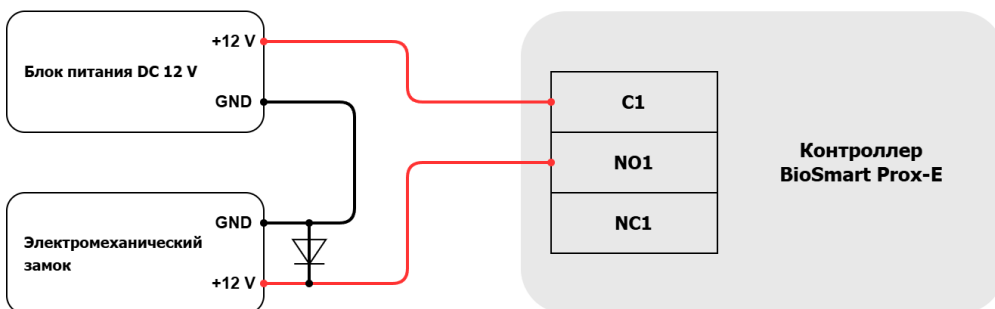 +12 V
Блок питания DC 12 V
GND
GND
Электромеханический
замок
+12 V
C1
NO1
NC1
Контроллер
BioSmart Prox-E